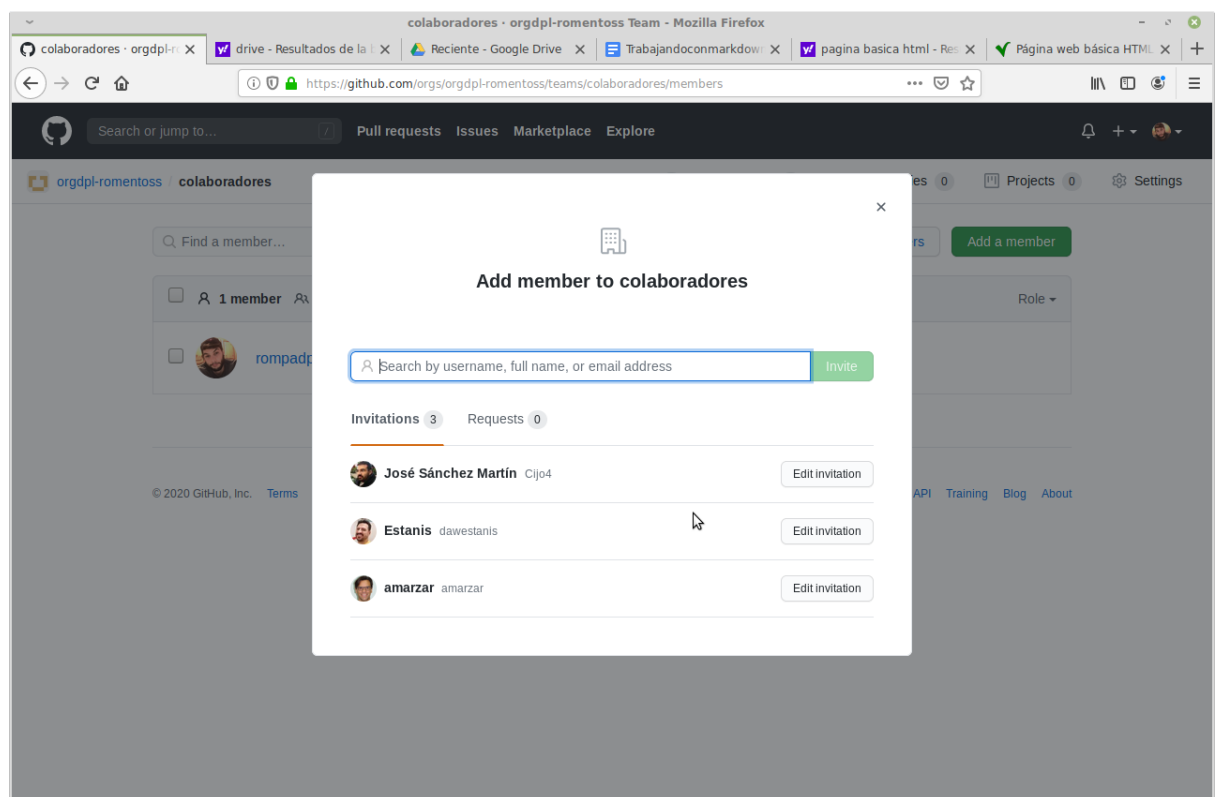 colaboradores · orgdpl-romentoss Team - Mozilla Firefox
colaboradores · orgdpl-r
drive - Resultados de la b
Reciente - Google Drive
Trabajandoconmarkdow
pagina basica html - Res
Página web básica HTML
https://github.com/orgs/orgdpl-romentoss/teams/colaboradores/members
Search or jump to...
/
Pull requests Issues Marketplace Explore
orgdpl-romentoss / colaboradores
ies 0
Projects 0
Settings
Find a member...
rs
Add a member
1 member
Role
rompadp
Add member to colaboradores
Search by username, full name, or email address
Invite
Invitations 3
Requests 0
José Sánchez Martín Cijo4
Edit invitation
Estanis dawestanis
Edit invitation
amarzar amarzar
Edit invitation
© 2020 GitHub, Inc. Terms
API Training Blog About